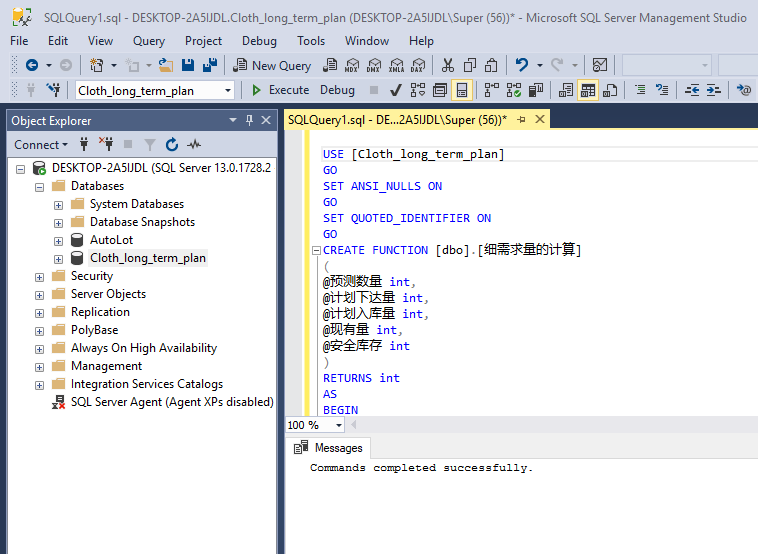 SQLQuery1.sql - DESKTOP-2A5IJDL.Cloth_long_term_plan (DESKTOP-2A5IJDL\Super (56))* - Microsoft SQL Server Management Studio
File Edit View Query Project Debug Tools Window Help
New Query MDX DMX XMLA DAX
Cloth_long_term_plan Execute Debug
Object Explorer
SQLQuery1.sql - DE...2A5IJDL\Super (56))*
Connect
DESKTOP-2A5IJDL (SQL Server 13.0.1728.2
Databases
System Databases
Database Snapshots
AutoLot
Cloth_long_term_plan
Security
Server Objects
Replication
PolyBase
Always On High Availability
Management
Integration Services Catalogs
SQL Server Agent (Agent XPs disabled)
USE [Cloth_long_term_plan]
GO
SET ANSI_NULLS ON
GO
SET QUOTED_IDENTIFIER ON
GO
CREATE FUNCTION [dbo].[细需求量的计算]
(
@预测数量 int,
@计划下达量 int,
@计划入库量 int,
@现有量 int,
@安全库存 int
)
RETURNS int
AS
BEGIN
100 %
Messages
Commands completed successfully.